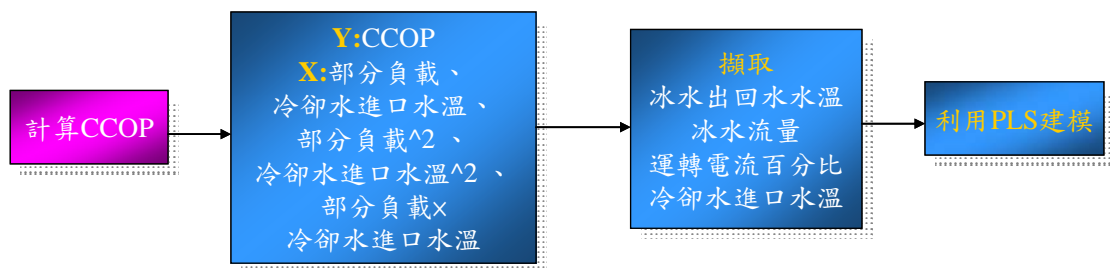 計算CCOP
Y:CCOP
X:部分負載、
冷卻水進口水溫、
部分負載^2、
冷卻水進口水溫^2、
部分負載×
冷卻水進口水溫
擷取
冰水出回水水溫
冰水流量
運轉電流百分比
冷卻水進口水溫
利用PLS建模